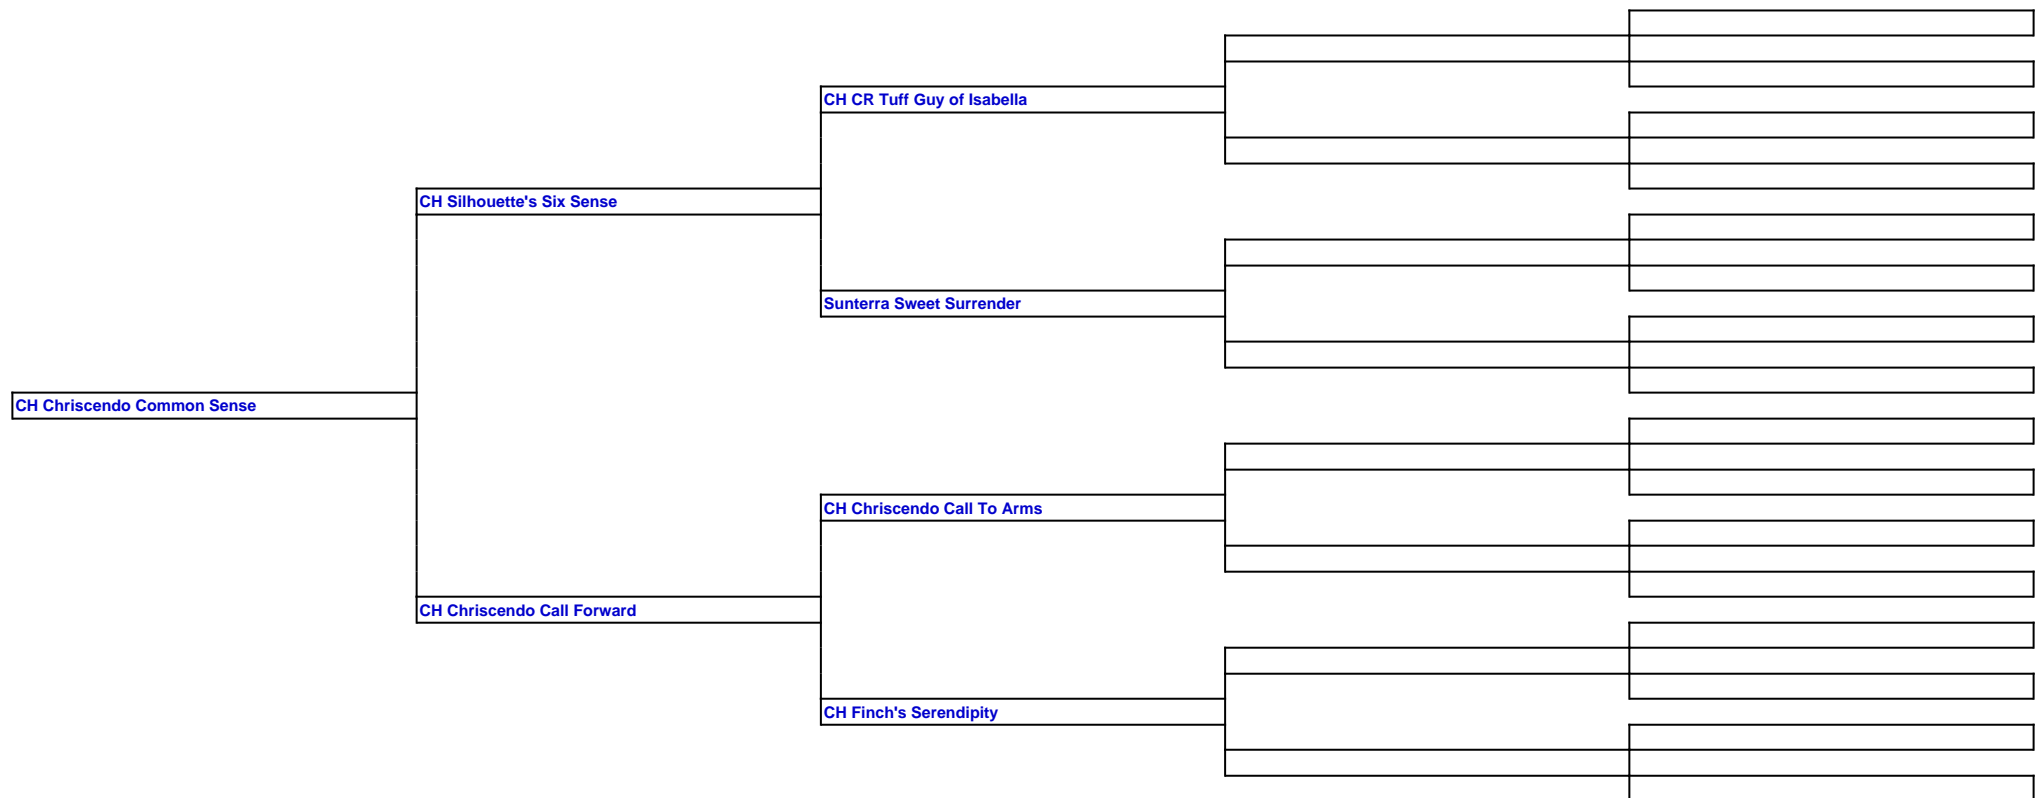 CH CR Tuff Guy of Isabella
CH Silhouette's Six Sense
Sunterra Sweet Surrender
CH Chriscendo Common Sense
CH Chriscendo Call To Arms
CH Chriscendo Call Forward
CH Finch's Serendipity